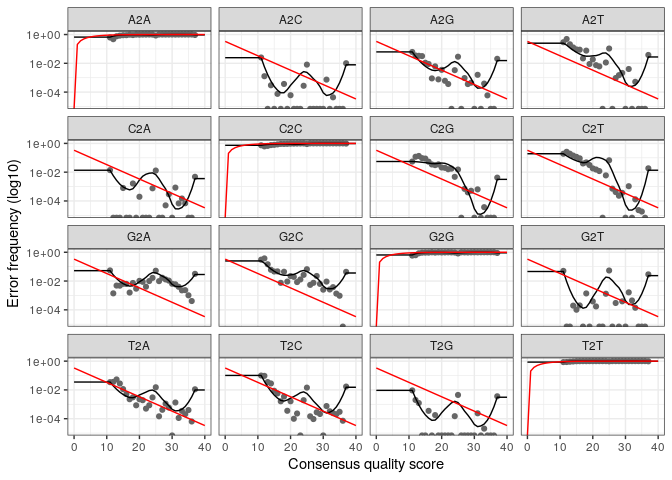 A2A A2C A2G A2T
1e+00
1e-02
1e-04
C2A C2C C2G C2T
1e+00
1e-02
1e-04
G2A G2C G2G G2T
1e+00
1e-02
1e-04
T2A T2C T2G T2T
1e+00
1e-02
1e-04
0 10 20 30 40 0 10 20 30 40 0 10 20 30 40 0 10 20 30 40
Consensus quality score
Error frequency (log10)